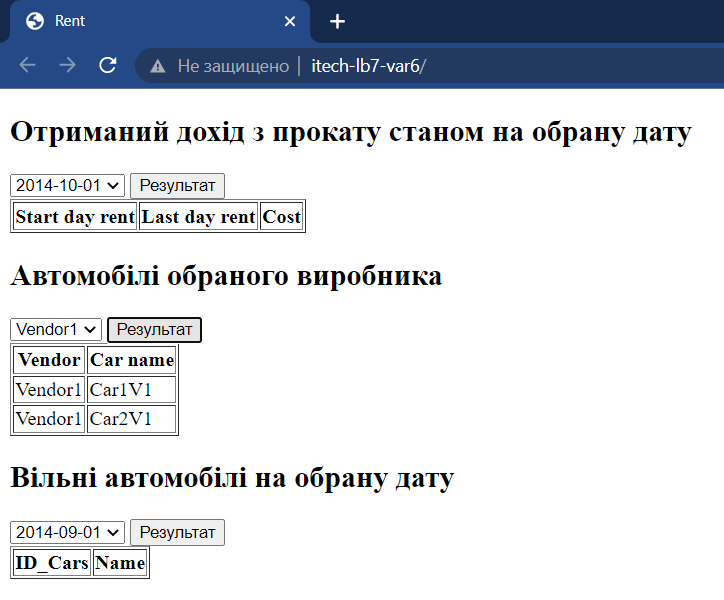 Rent
Не защищено | itech-lb7-var6/
Отриманий дохід з прокату станом на обрану дату
2014-10-01 Результат
Start day rent Last day rent Cost
Автомобілі обраного виробника
Vendor1 Результат
Vendor Car name
Vendor1 Car1V1
Vendor1 Car2V1
Вільні автомобілі на обрану дату
2014-09-01 Результат
ID_Cars Name